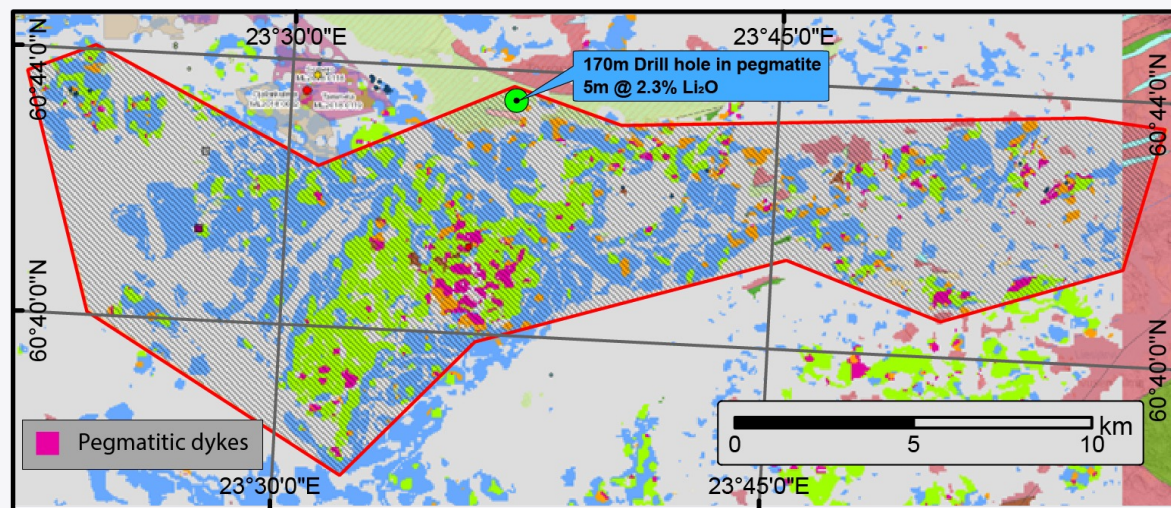 23°30'0"E
23°45'0"E
60°44'0"N
170m Drill hole in pegmatite
5m @ 2.3% Li₂O
60°44'0"N
60°40'0"N
60°40'0"N
Pegmatitic dykes
km
0
5
10
23°30'0"E
23°45'0"E